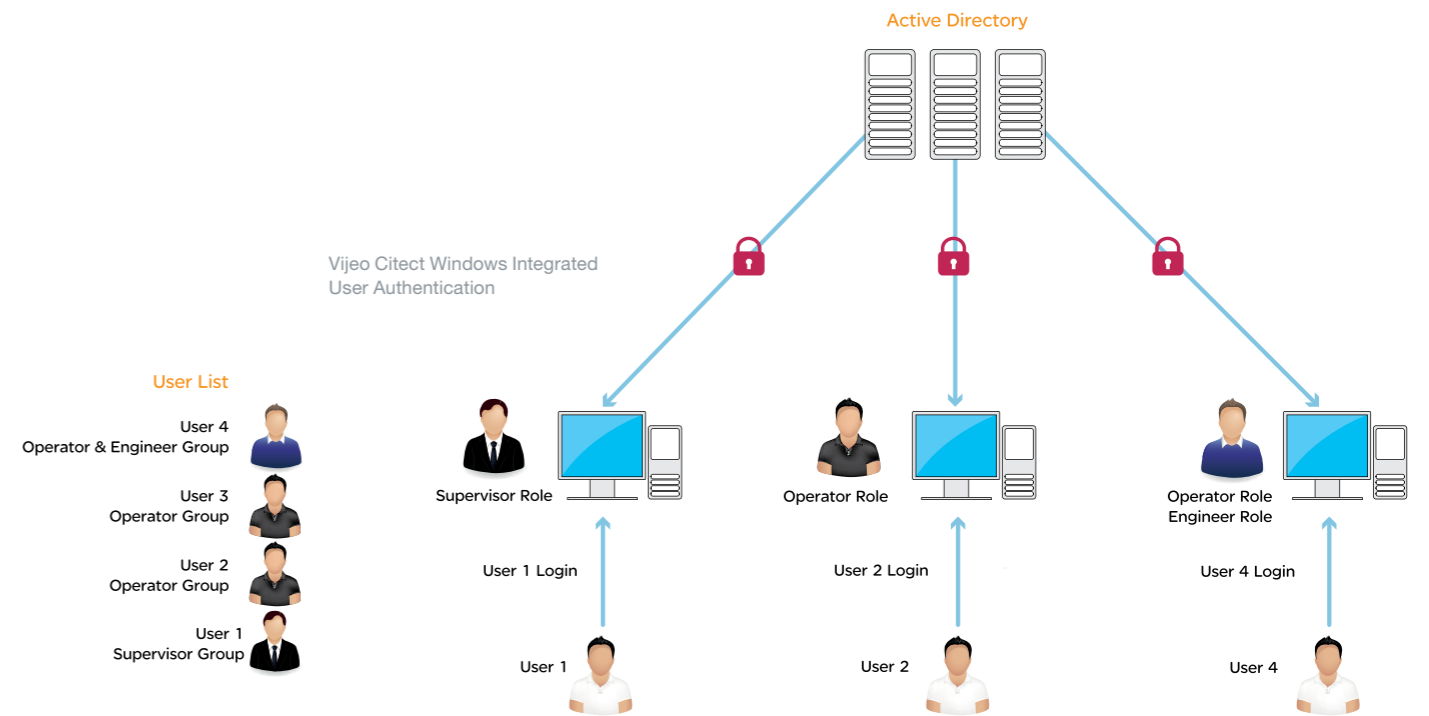 Active Directory
Vijeo Citect Windows Integrated
User Authentication
User List
User 4
Operator & Engineer Group
User 3
Operator Group
User 2
Operator Group
User 1
Supervisor Group
Supervisor Role
Operator Role
Operator Role
Engineer Role
User 1 Login
User 2 Login
User 4 Login
User 1
User 2
User 4